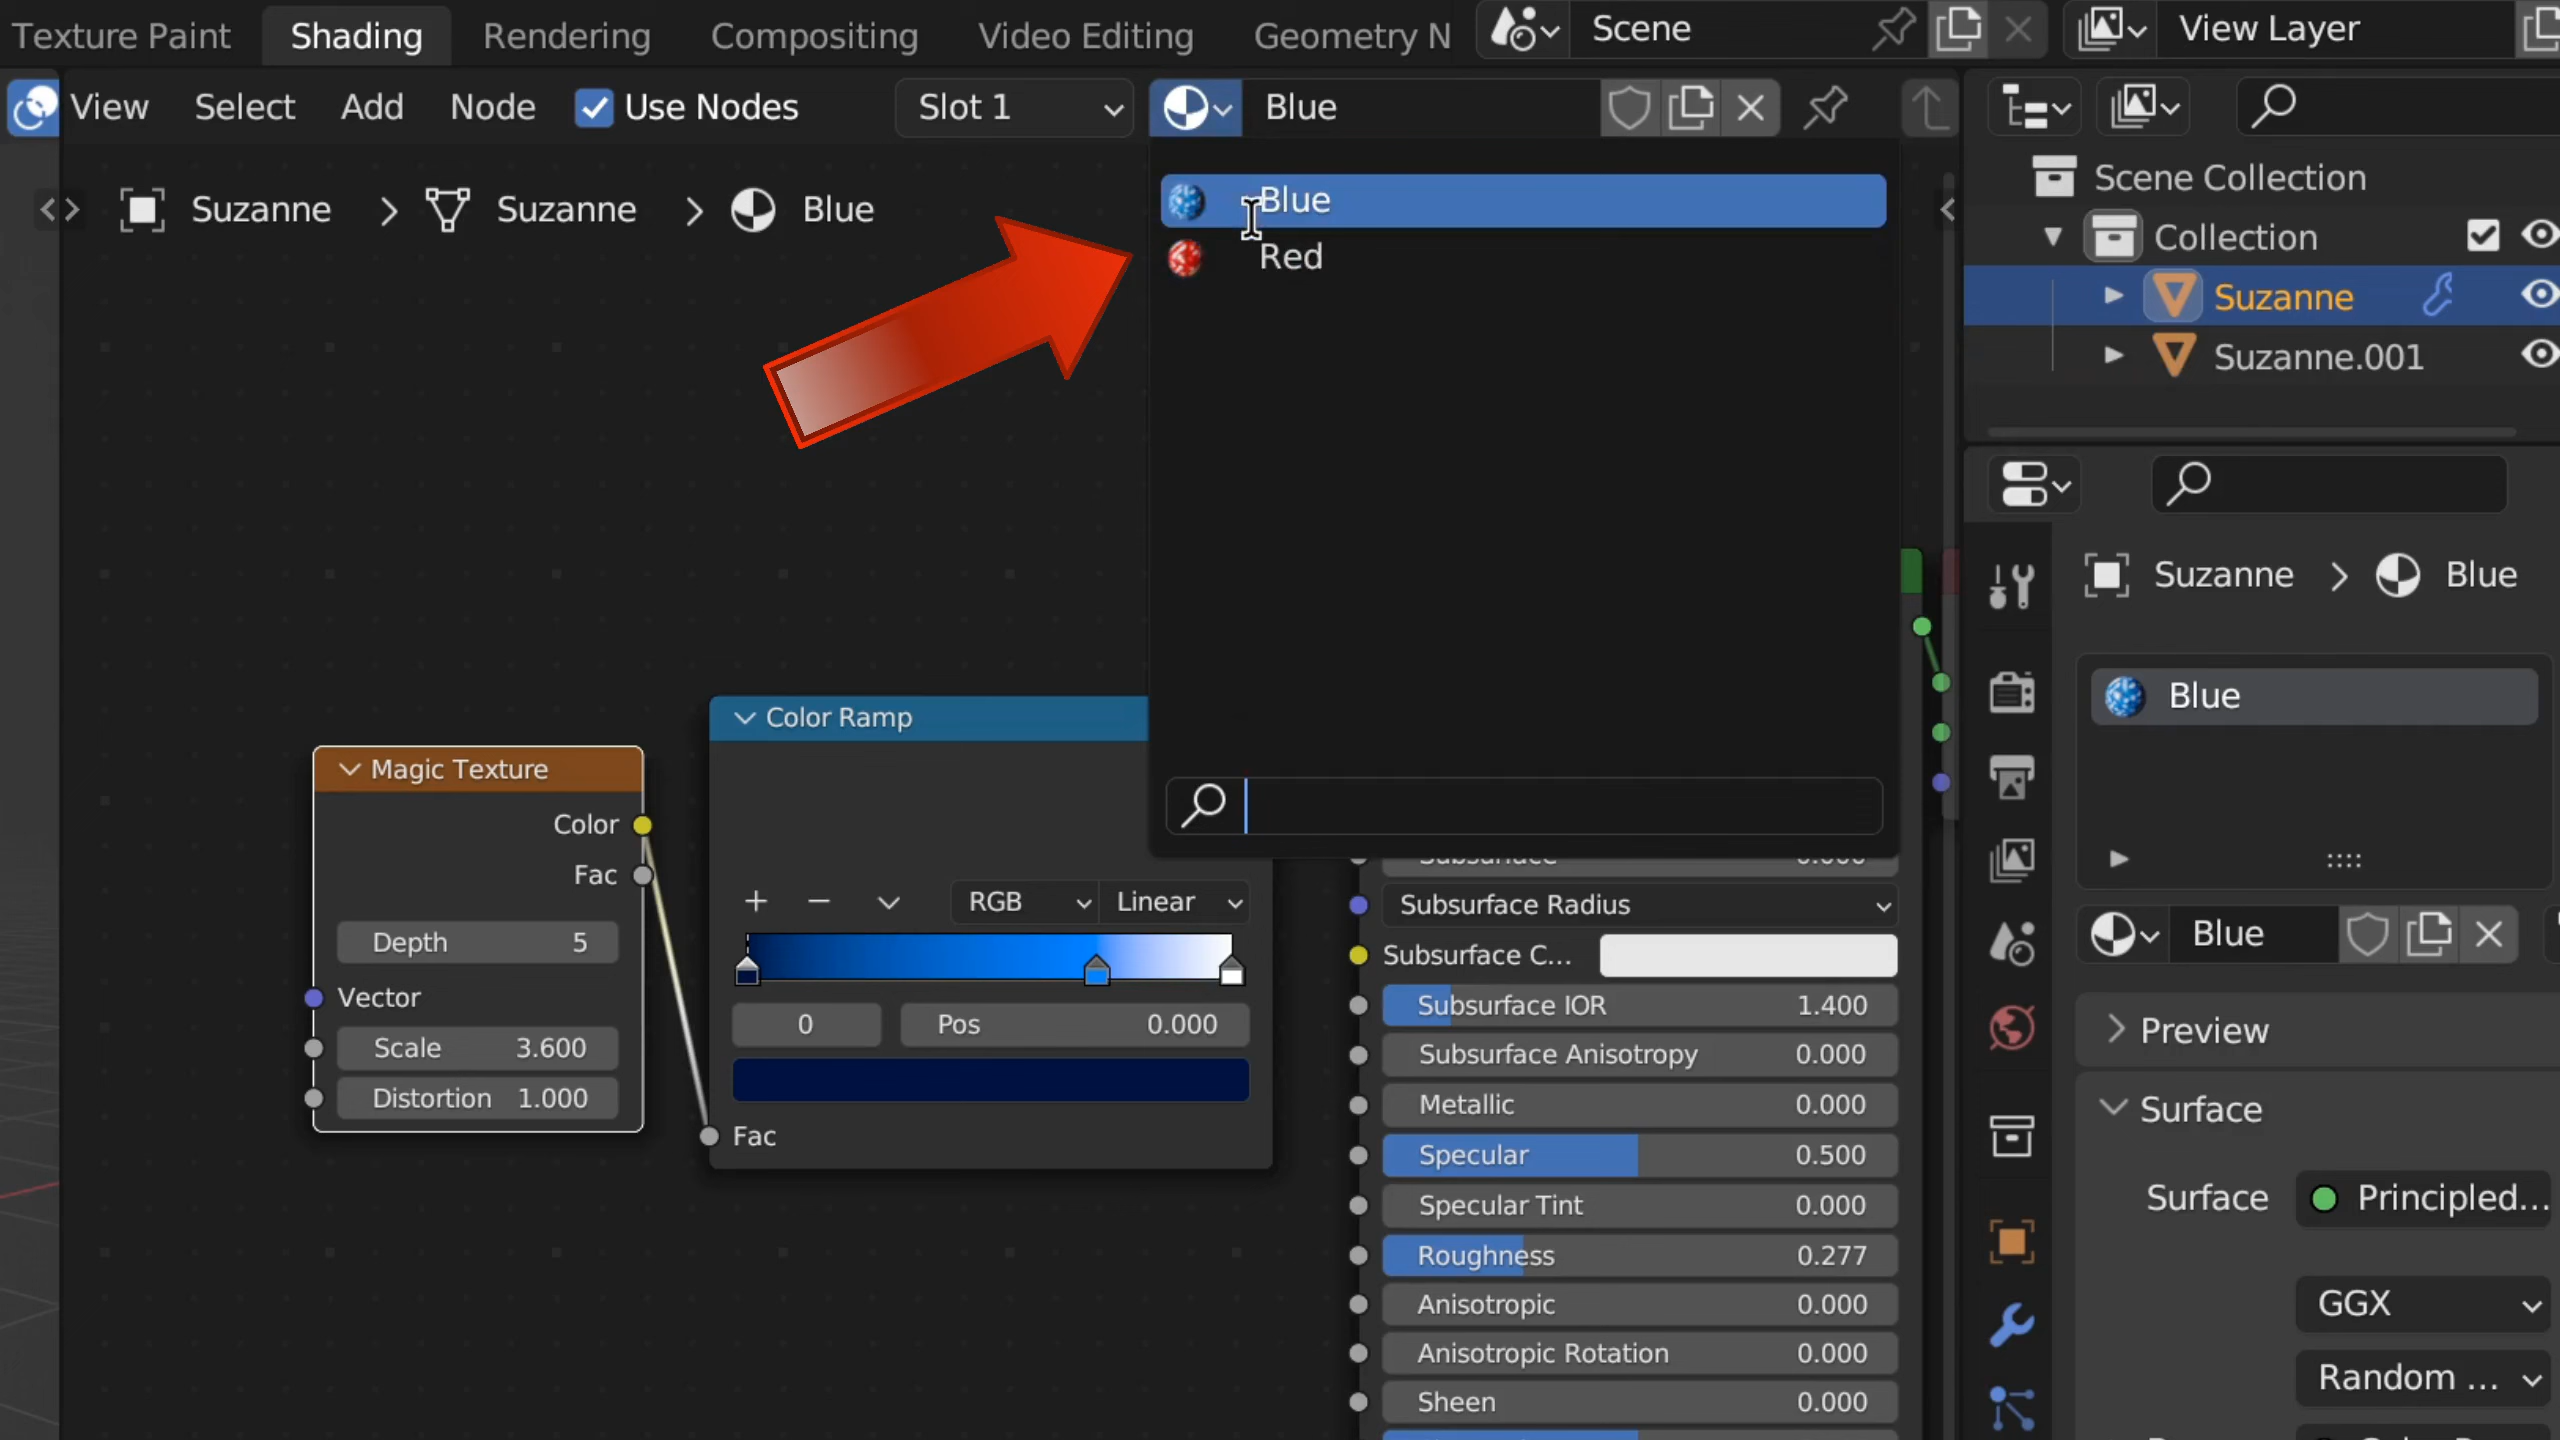 Texture Paint Shading Rendering Compositing Video Editing Geometry N Scene View Layer
View Select Add Node Use Nodes Slot 1 Blue
Suzanne > Suzanne > Blue
Blue
Red
Scene Collection
Collection
Suzanne
Suzanne.001
Suzanne > Blue
Blue
Blue
Preview
Surface
Surface Principled...
GGX
Random ...
Magic Texture
Color
Fac
Depth 5
Vector
Scale 3.600
Distortion 1.000
Color Ramp
RGB Linear
0 Pos 0.000
Fac
Subsurface 0.000
Subsurface Radius
Subsurface C...
Subsurface IOR 1.400
Subsurface Anisotropy 0.000
Metallic 0.000
Specular 0.500
Specular Tint 0.000
Roughness 0.277
Anisotropic 0.000
Anisotropic Rotation 0.000
Sheen 0.000